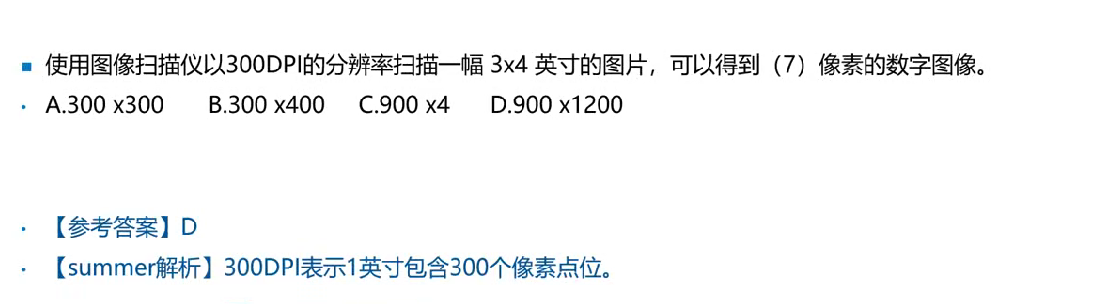 使用图像扫描仪以300DPI的分辨率扫描一幅 3x4 英寸的图片，可以得到（7）像素的数字图像。
A.300 x300 B.300 x400 C.900 x4 D.900 x1200
【参考答案】D
【summer解析】300DPI表示1英寸包含300个像素点位。